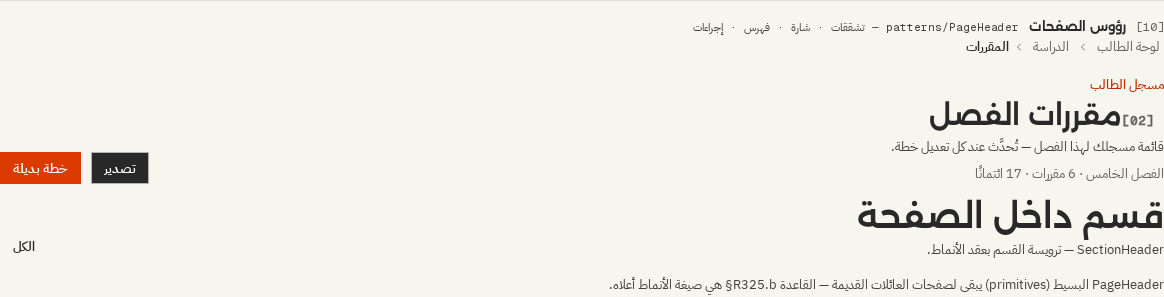 [10] رؤوس الصفحات patterns/PageHeader — تشققات · شارة · فهرس · إجراءات
لوحة الطالب › الدراسة › المقررات
مسجل الطالب
[02] مقررات الفصل
قائمة مسجلك لهذا الفصل — تُحدَّث عند كل تعديل خطة.
الفصل الخامس · 6 مقررات · 17 ائتمانًا
تصدير
خطة بديلة
قسم داخل الصفحة
SectionHeader — ترويسة القسم بعقد الأنماط.
الكل
PageHeader البسيط (primitives) يبقى لصفحات العائلات القديمة — القاعدة §R325.b هي صيغة الأنماط أعلاه.